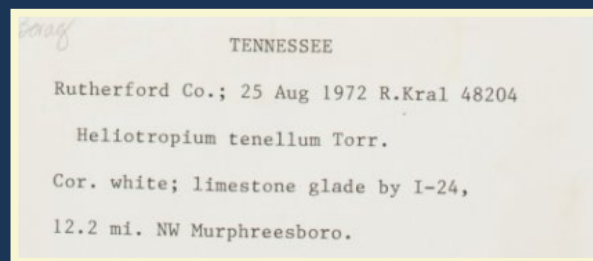 Borag
TENNESSEE
Rutherford Co.; 25 Aug 1972 R.Kral 48204
Heliotropium tenellum Torr.
Cor. white; limestone glade by I-24,
12.2 mi. NW Murphreesboro.